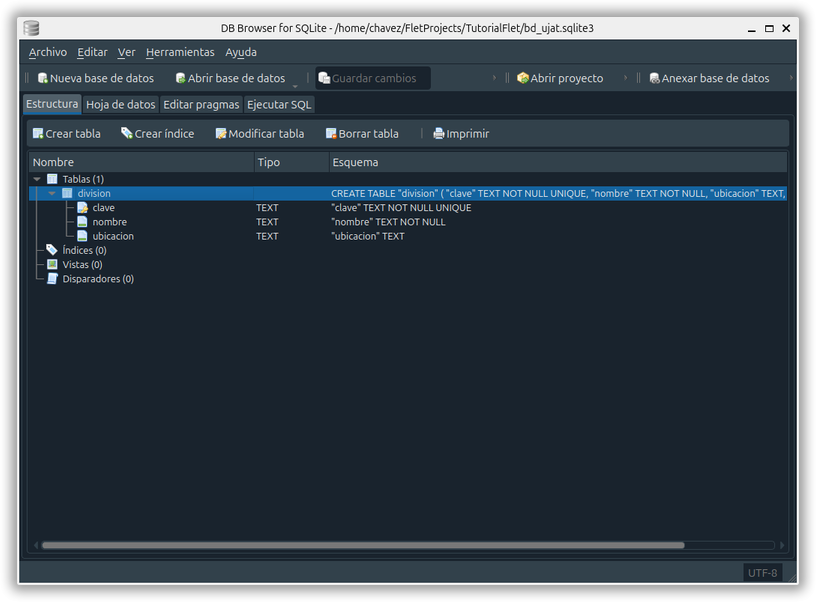 DB Browser for SQLite - /home/chavez/FletProjects/TutorialFlet/bd_ujat.sqlite3
Archivo Editar Ver Herramientas Ayuda
Nueva base de datos Abrir base de datos Guardar cambios Abrir proyecto Anexar base de datos
Estructura Hoja de datos Editar pragmas Ejecutar SQL
Crear tabla Crear índice Modificar tabla Borrar tabla Imprimir
Nombre Tipo Esquema
Tablas (1)
division CREATE TABLE "division" ( "clave" TEXT NOT NULL UNIQUE, "nombre" TEXT NOT NULL, "ubicacion" TEXT,
clave TEXT "clave" TEXT NOT NULL UNIQUE
nombre TEXT "nombre" TEXT NOT NULL
ubicacion TEXT "ubicacion" TEXT
Índices (0)
Vistas (0)
Disparadores (0)
UTF-8